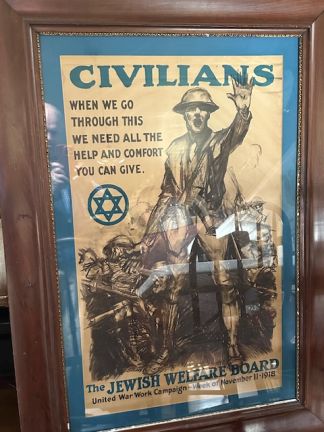 CIVILIANS
WHEN WE GO
THROUGH THIS
WE NEED ALL THE
HELP AND COMFORT
YOU CAN GIVE.
The JEWISH WELFARE BOARD
United War Work Campaign - Week of November 11-1918